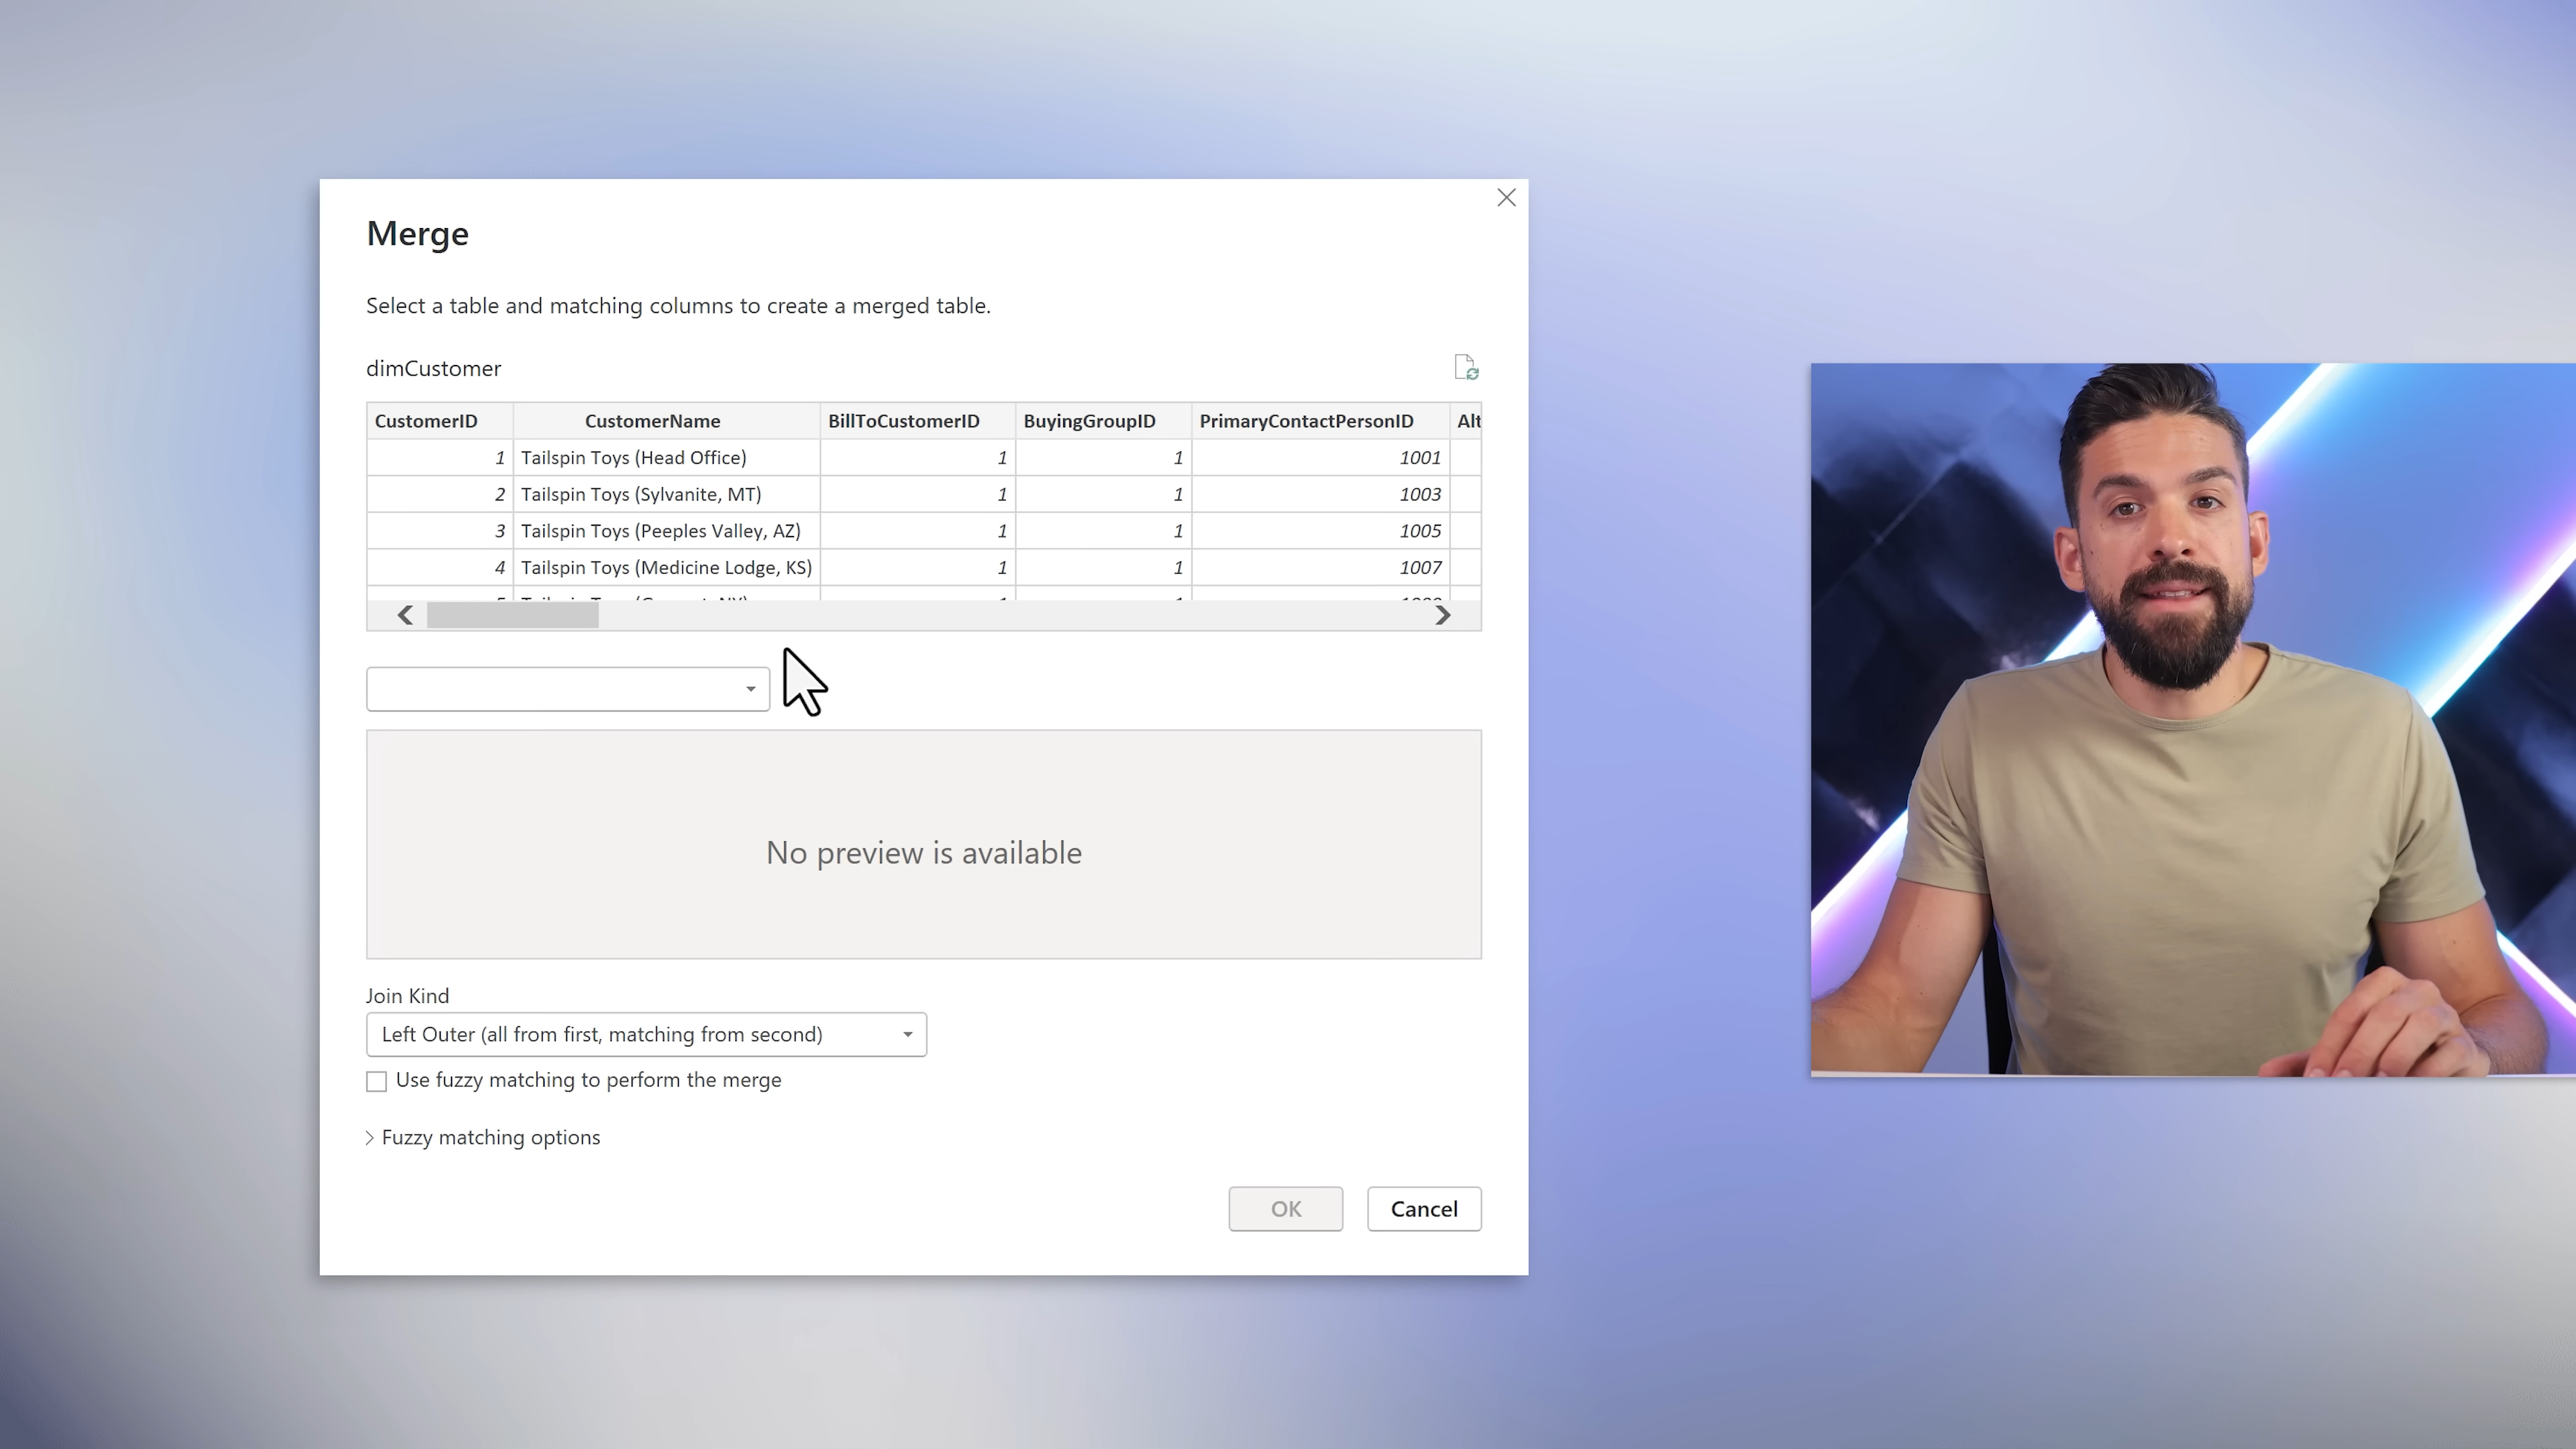 Merge
Select a table and matching columns to create a merged table.
dimCustomer
CustomerID CustomerName BillToCustomerID BuyingGroupID PrimaryContactPersonID Alt
1 Tailspin Toys (Head Office) 1 1 1001
2 Tailspin Toys (Sylvanite, MT) 1 1 1003
3 Tailspin Toys (Peeples Valley, AZ) 1 1 1005
4 Tailspin Toys (Medicine Lodge, KS) 1 1 1007
No preview is available
Join Kind
Left Outer (all from first, matching from second)
Use fuzzy matching to perform the merge
Fuzzy matching options
OK Cancel